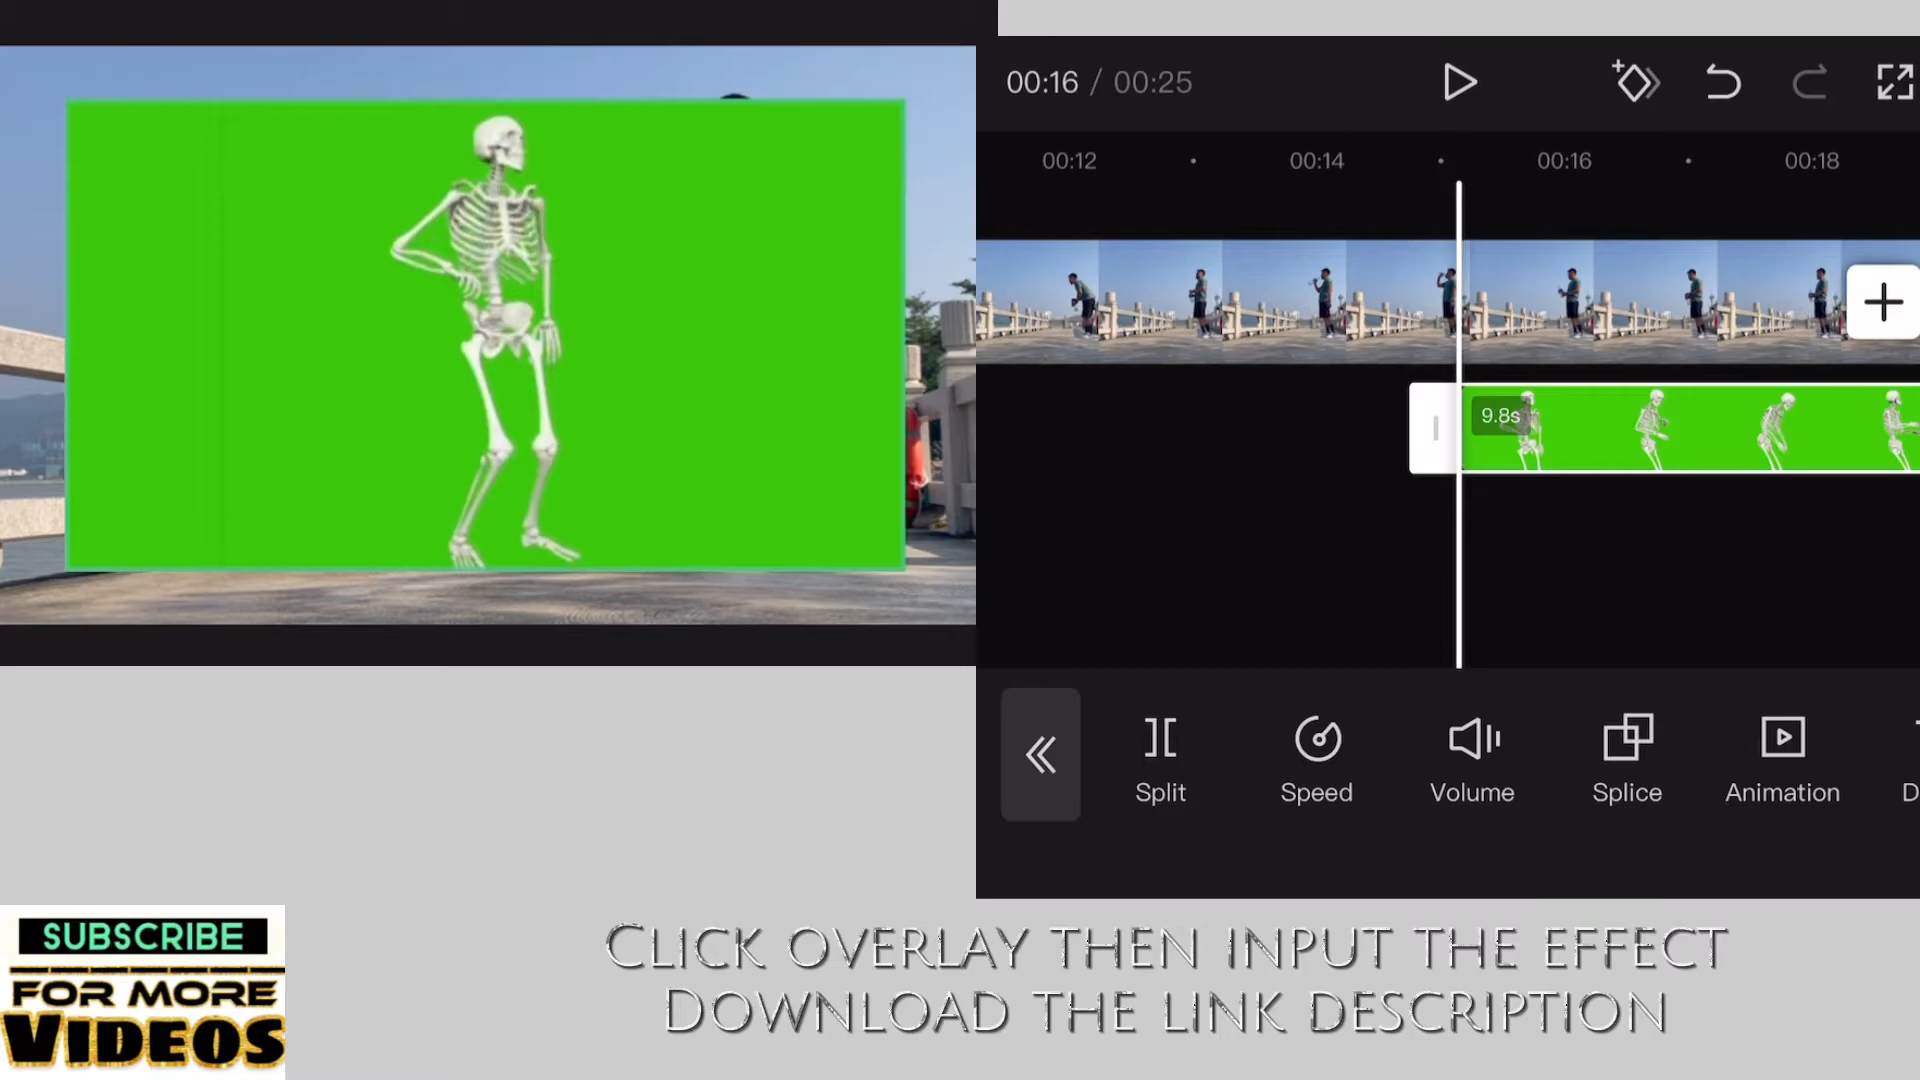 00:16 / 00:25
00:12 00:14 00:16 00:18
9.8s
Split Speed Volume Splice Animation D
SUBSCRIBE
FOR MORE
VIDEOS
CLICK OVERLAY THEN INPUT THE EFFECT
DOWNLOAD THE LINK DESCRIPTION